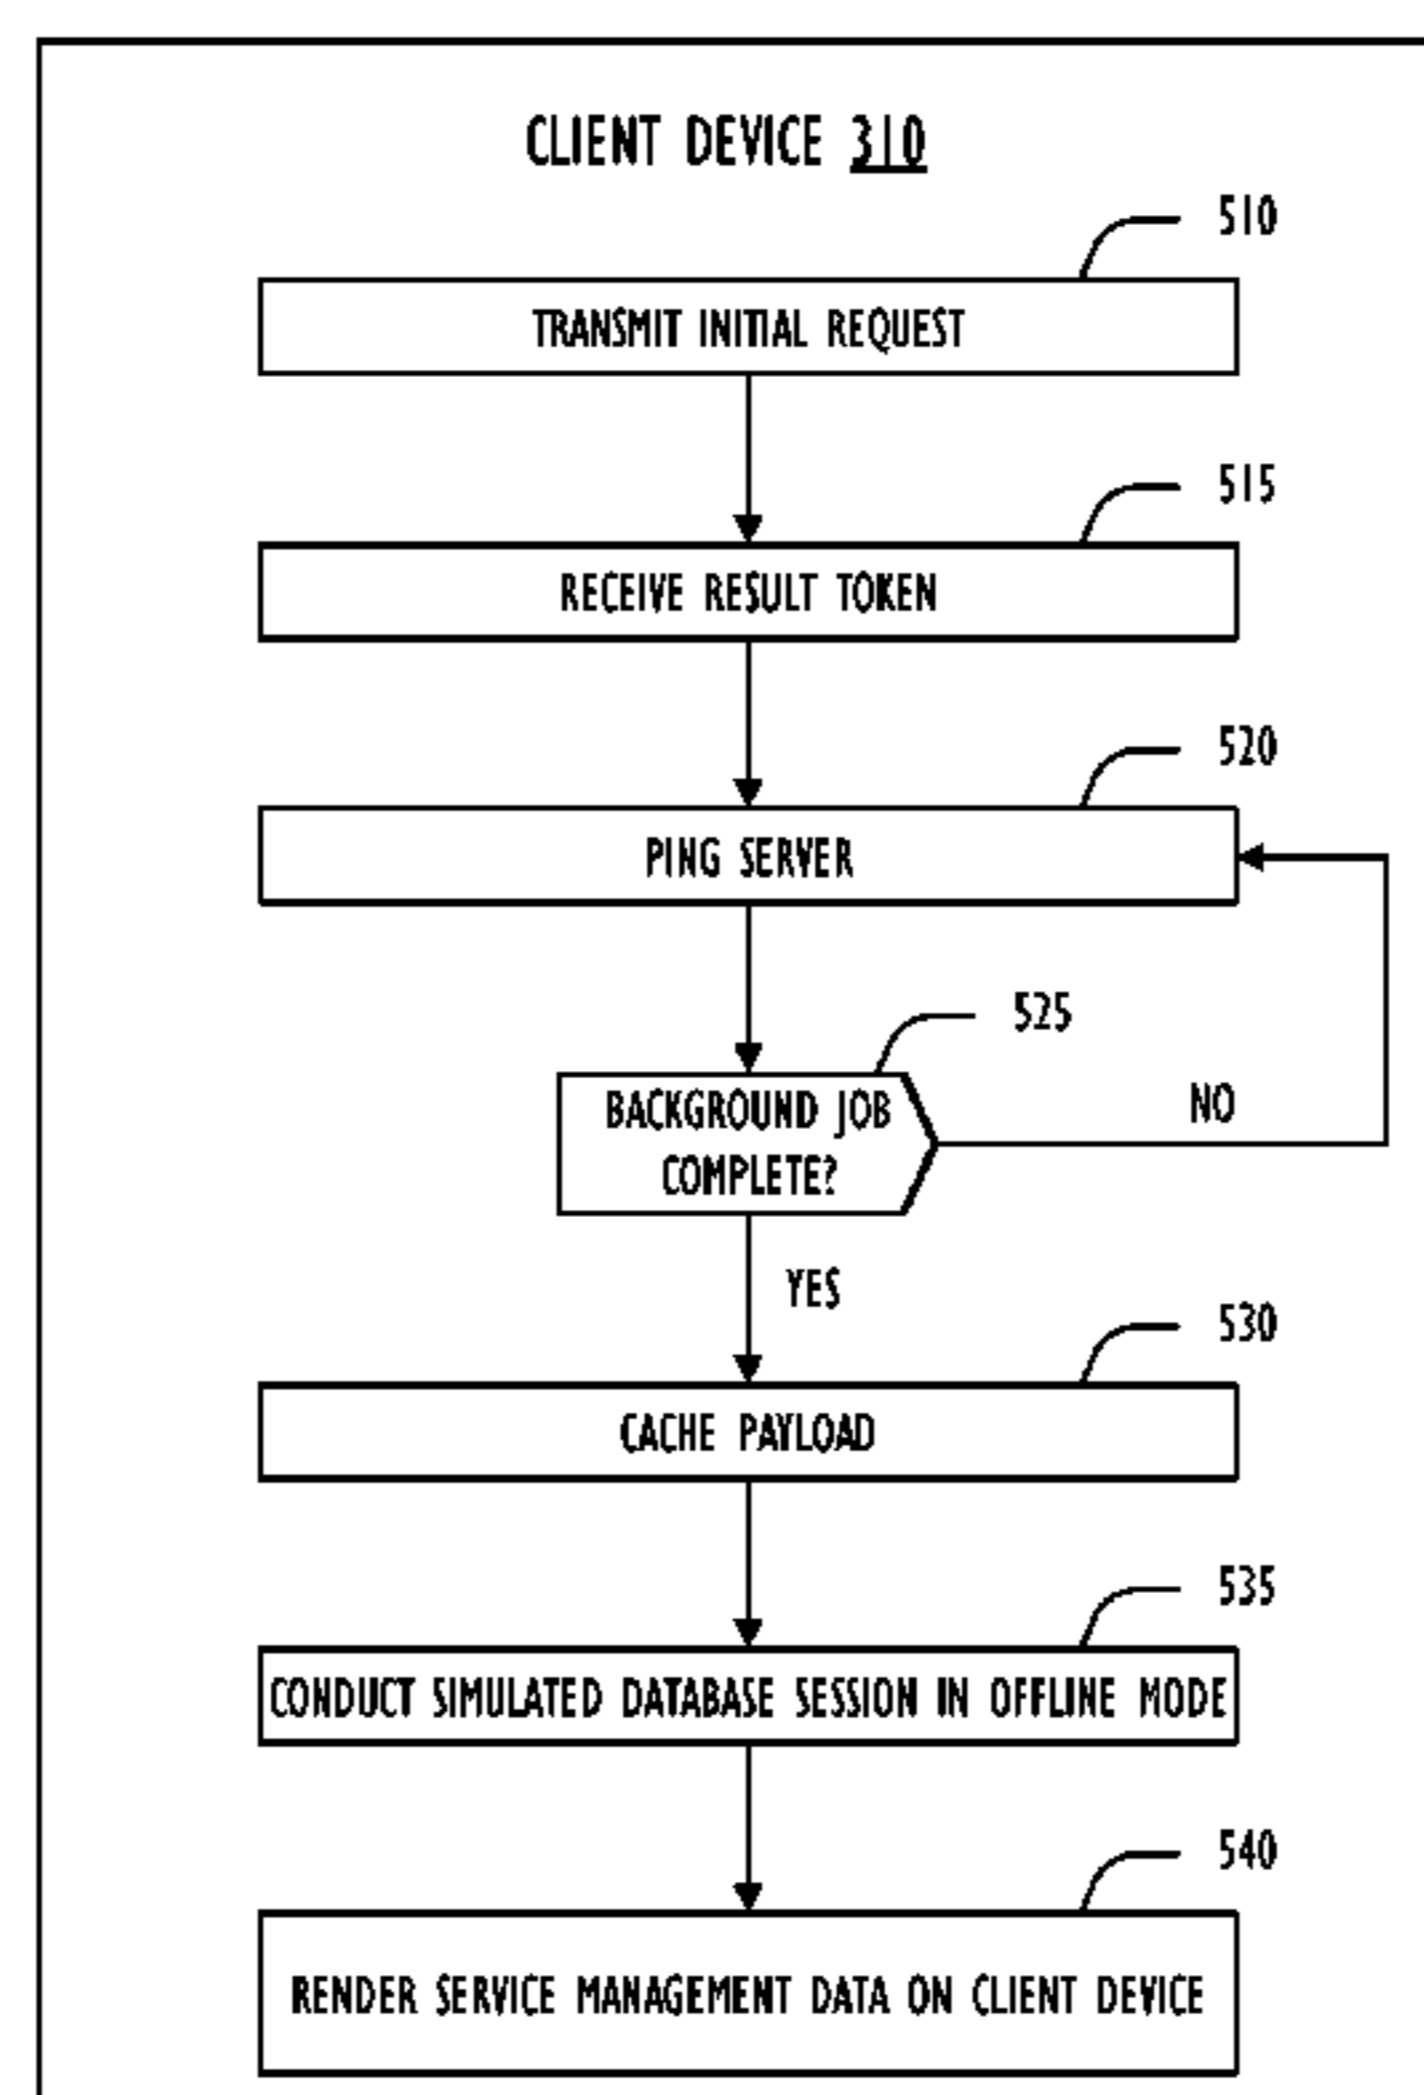 CLIENT DEVICE 310
510
TRANSMIT INITIAL REQUEST
515
RECEIVE RESULT TOKEN
520
PING SERVER
525
BACKGROUND JOB
COMPLETE?
NO
YES
530
CACHE PAYLOAD
535
CONDUCT SIMULATED DATABASE SESSION IN OFFLINE MODE
540
RENDER SERVICE MANAGEMENT DATA ON CLIENT DEVICE